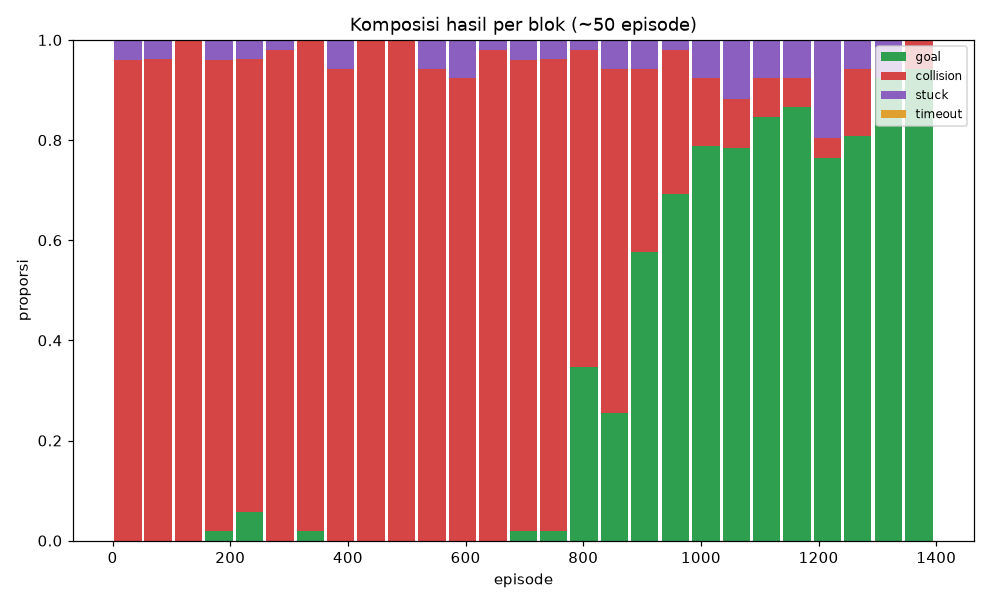 Komposisi hasil per blok (~50 episode)
goal
collision
stuck
timeout
proporsi
1.0
0.8
0.6
0.4
0.2
0.0
0 200 400 600 800 1000 1200 1400
episode